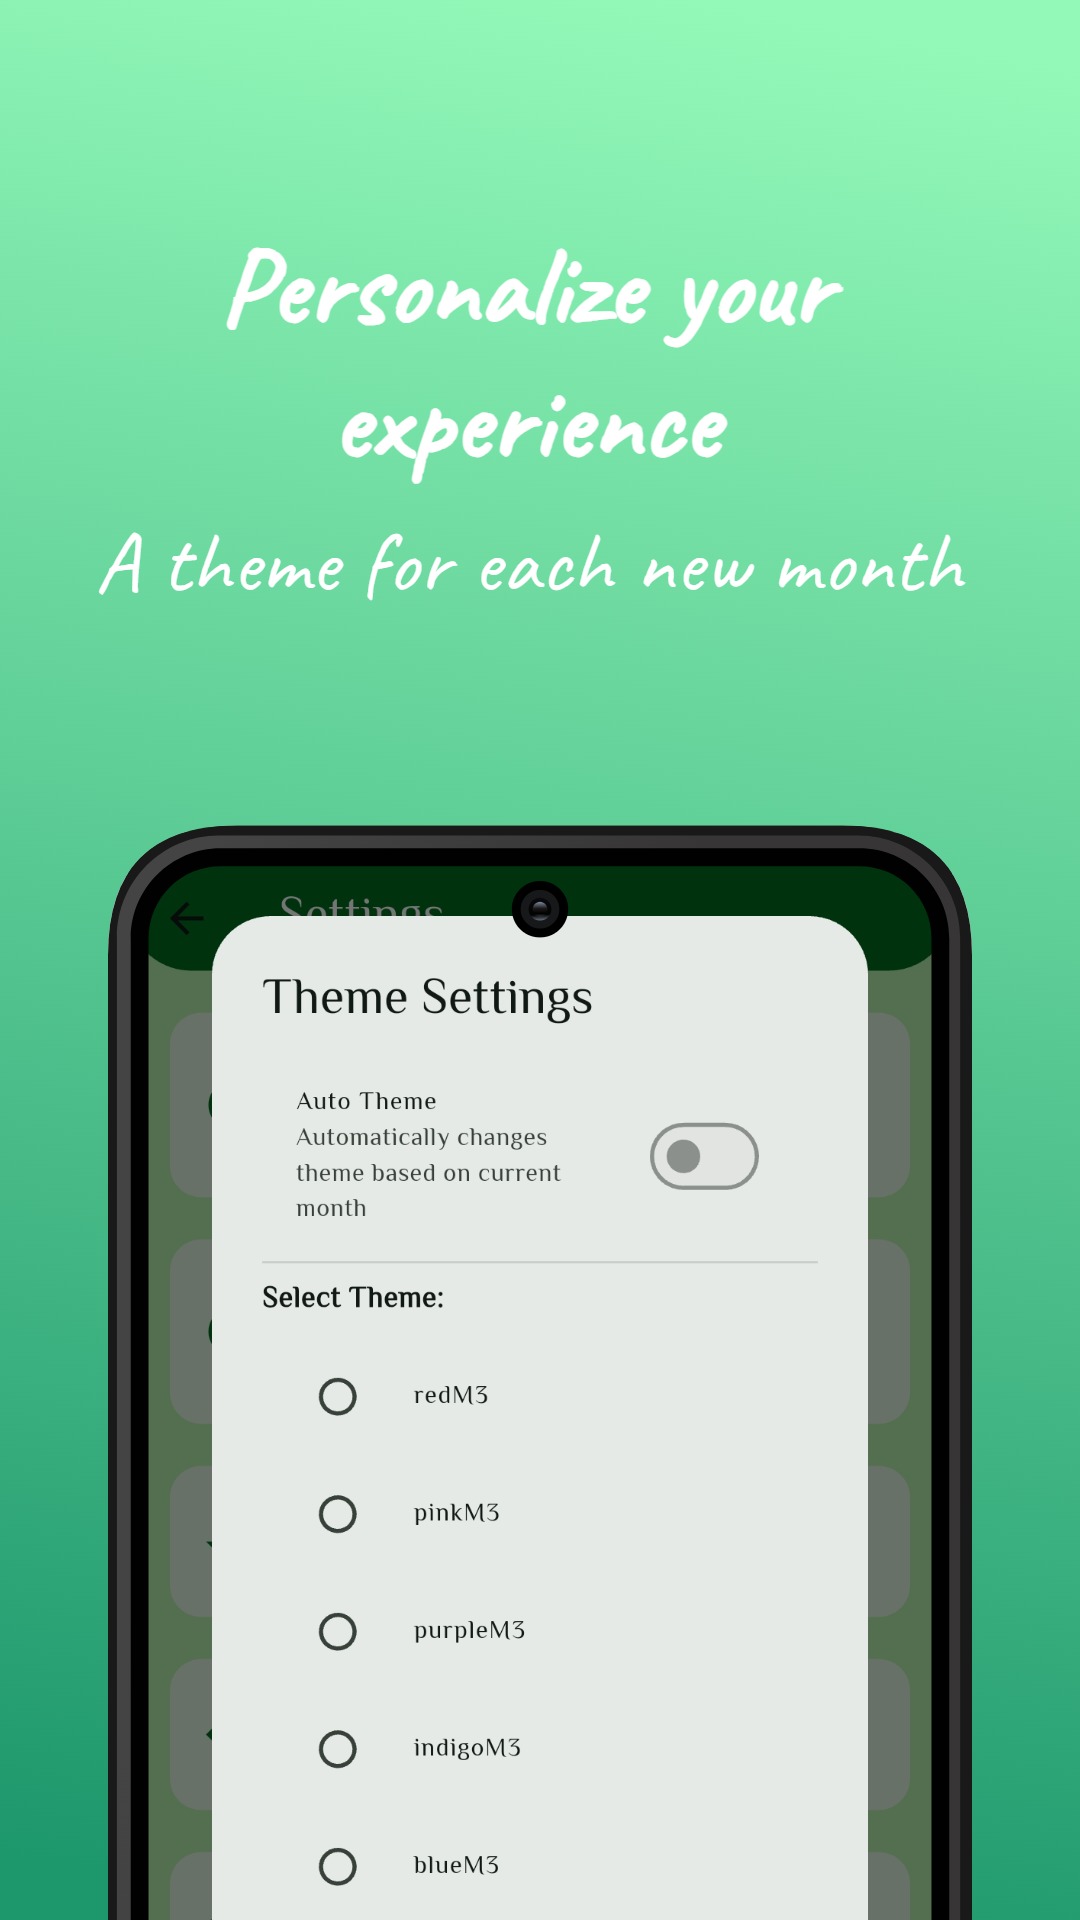 Personalize your
experience
A theme for each new month
Settings
Theme Settings
Auto Theme
Automatically changes
theme based on current
month
Select Theme:
redM3
pinkM3
purpleM3
indigoM3
blueM3